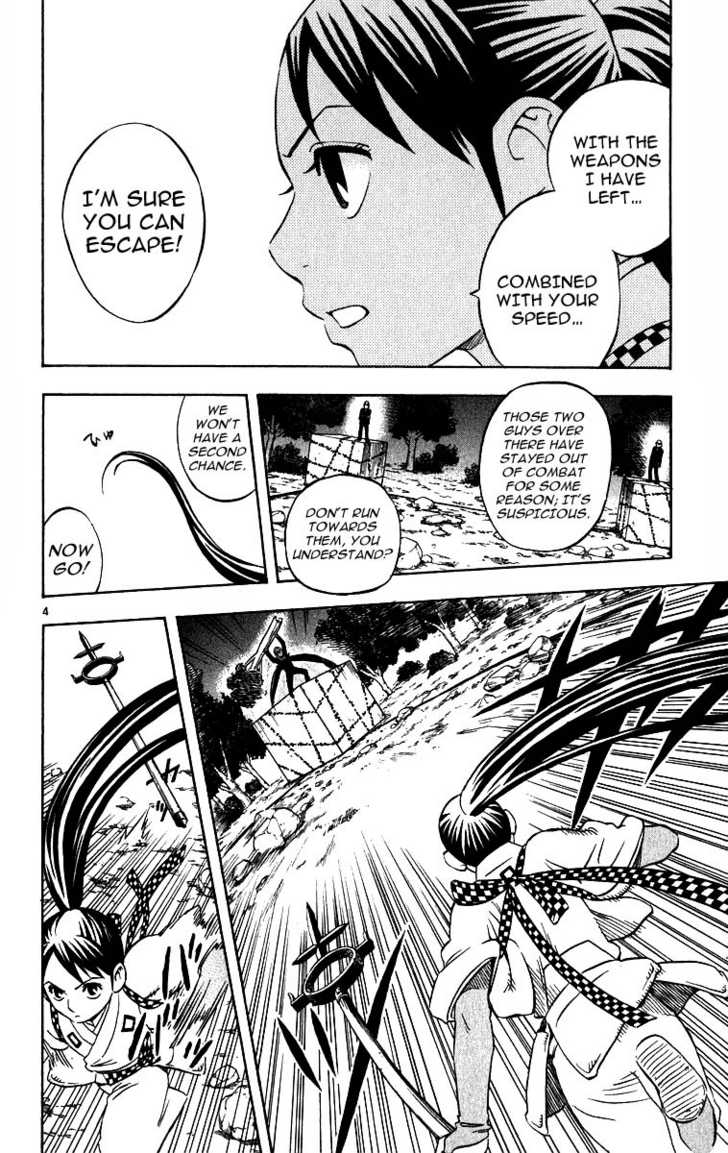 WITH THE
WEAPONS
I HAVE
LEFT...
COMBINED
WITH YOUR
SPEED...
I'M SURE
YOU CAN
ESCAPE!
THOSE TWO
GUYS OVER
THERE HAVE
STAYED OUT
OF COMBAT
FOR SOME
REASON; IT'S
SUSPICIOUS.
DON'T RUN
TOWARDS
THEM, YOU
UNDERSTAND?
WE
WON'T
HAVE A
SECOND
CHANCE.
ひゅ
NOW
GO!
4